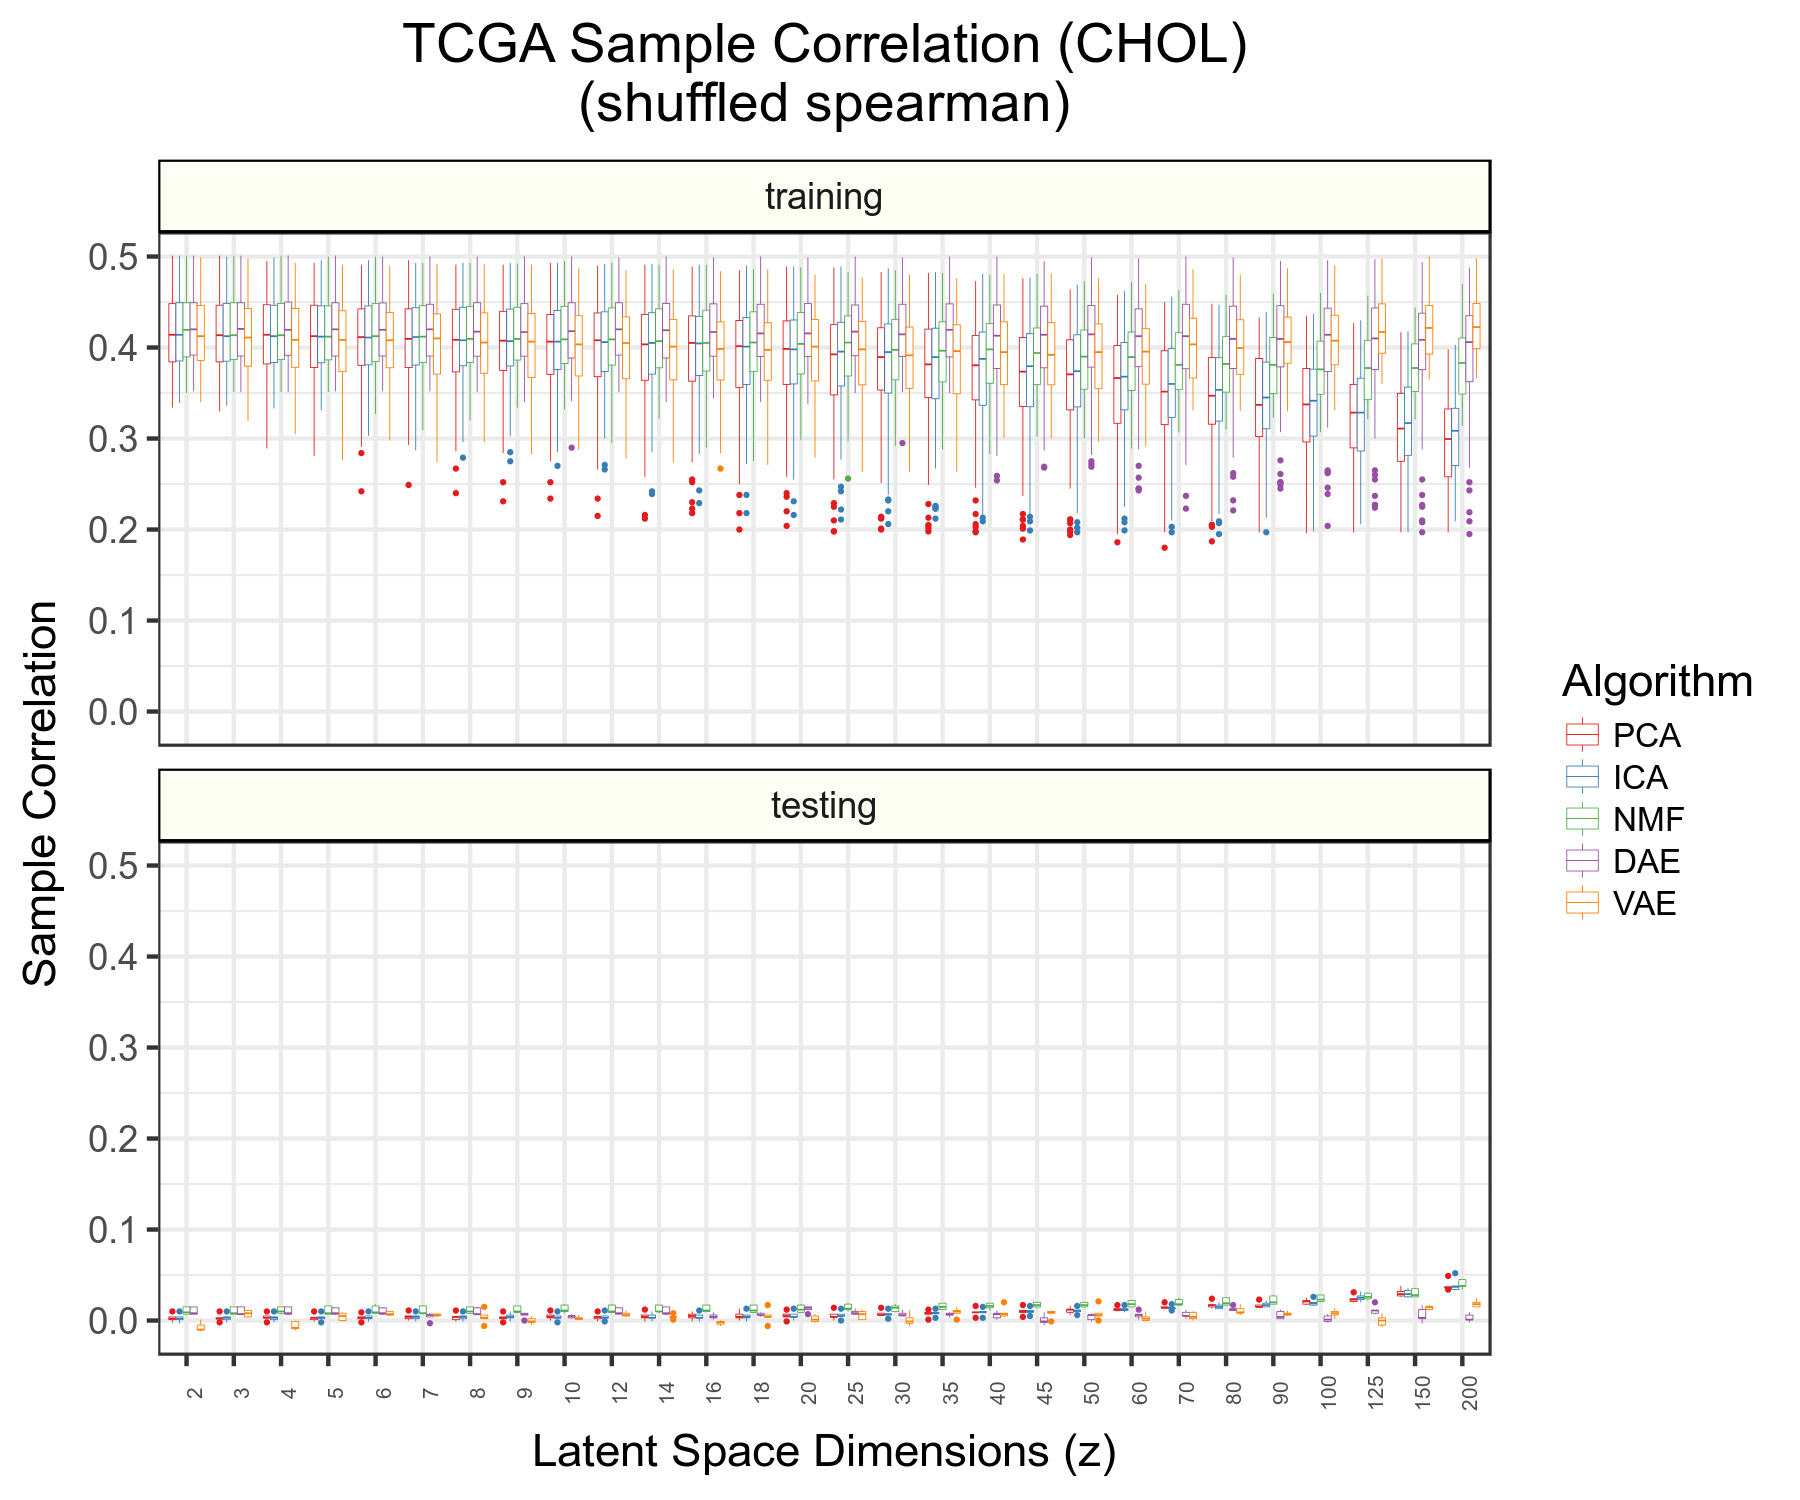 TCGA Sample Correlation (CHOL)
(shuffled spearman)
training
0.5
0.4
0.3
0.2
0.1
0.0
testing
0.5
0.4
0.3
0.2
0.1
0.0
Sample Correlation
2 3 4 5 6 7 8 9 10 12 14 16 18 20 25 30 35 40 45 50 60 70 80 90 100 125 150 200
Latent Space Dimensions (z)
Algorithm
PCA
ICA
NMF
DAE
VAE